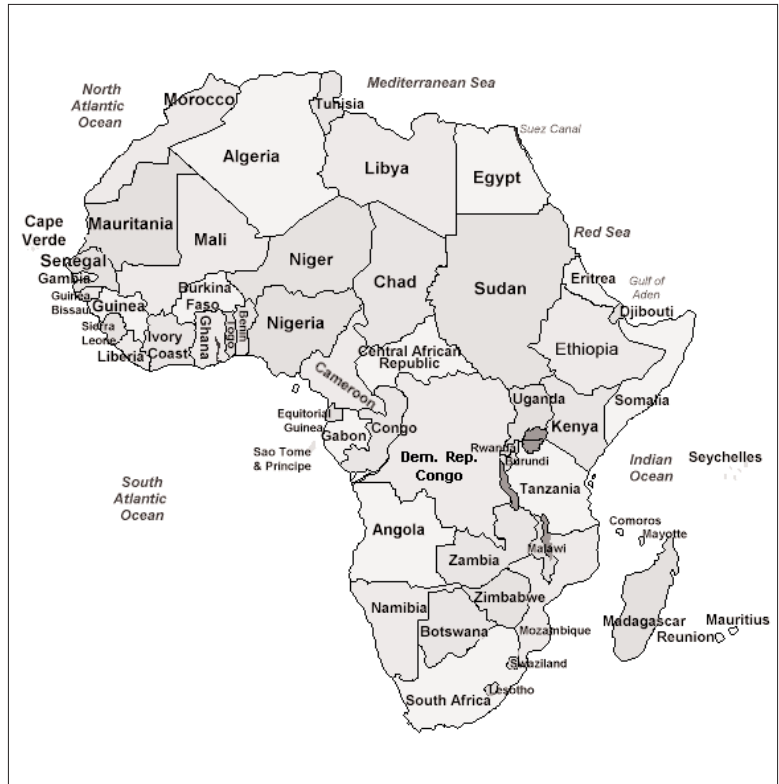 Mediterranean Sea
North
Atlantic
Ocean
Morocco
Tunisia
Suez Canal
Algeria
Libya
Egypt
Cape
Verde
Mauritania
Mali
Niger
Chad
Sudan
Red Sea
Senegal
Gambia
Guinea
Bissau
Guinea
Burkina
Faso
Eritrea
Gulf of
Aden
Djibouti
Sierra
Leone
Liberia
Ivory
Coast
Ghana
Togo
Benin
Nigeria
Ethiopia
Central African
Republic
Cameroon
Somalia
Uganda
Kenya
Equitorial
Guinea
Gabon
Congo
Sao Tome
& Principe
Dem. Rep.
Congo
Rwanda
Burundi
Indian
Ocean
Seychelles
Tanzania
South
Atlantic
Ocean
Angola
Comoros
Mayotte
Zambia
Malawi
Zimbabwe
Namibia
Botswana
Mozambique
Madagascar
Mauritius
Reunion
Swaziland
Lesotho
South Africa